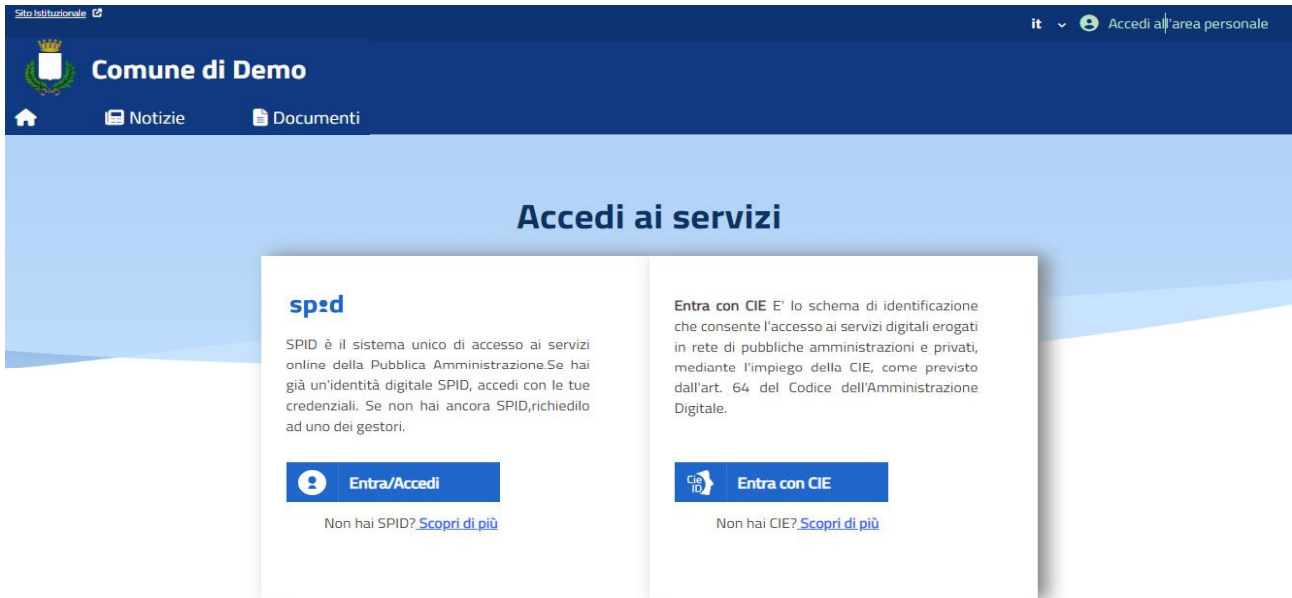 Sito Istituzionale
it
Accedi all'area personale
Comune di Demo
Notizie
Documenti
Accedi ai servizi
spid
SPID è il sistema unico di accesso ai servizi
online della Pubblica Amministrazione.Se hai
già un'identità digitale SPID, accedi con le tue
credenziali. Se non hai ancora SPID,richiedilo
ad uno dei gestori.
Entra/Accedi
Non hai SPID? Scopri di più
Entra con CIE E' lo schema di identificazione
che consente l'accesso ai servizi digitali erogati
in rete di pubbliche amministrazioni e privati,
mediante l'impiego della CIE, come previsto
dall'art. 64 del Codice dell'Amministrazione
Digitale.
Cie
ID
Entra con CIE
Non hai CIE? Scopri di più